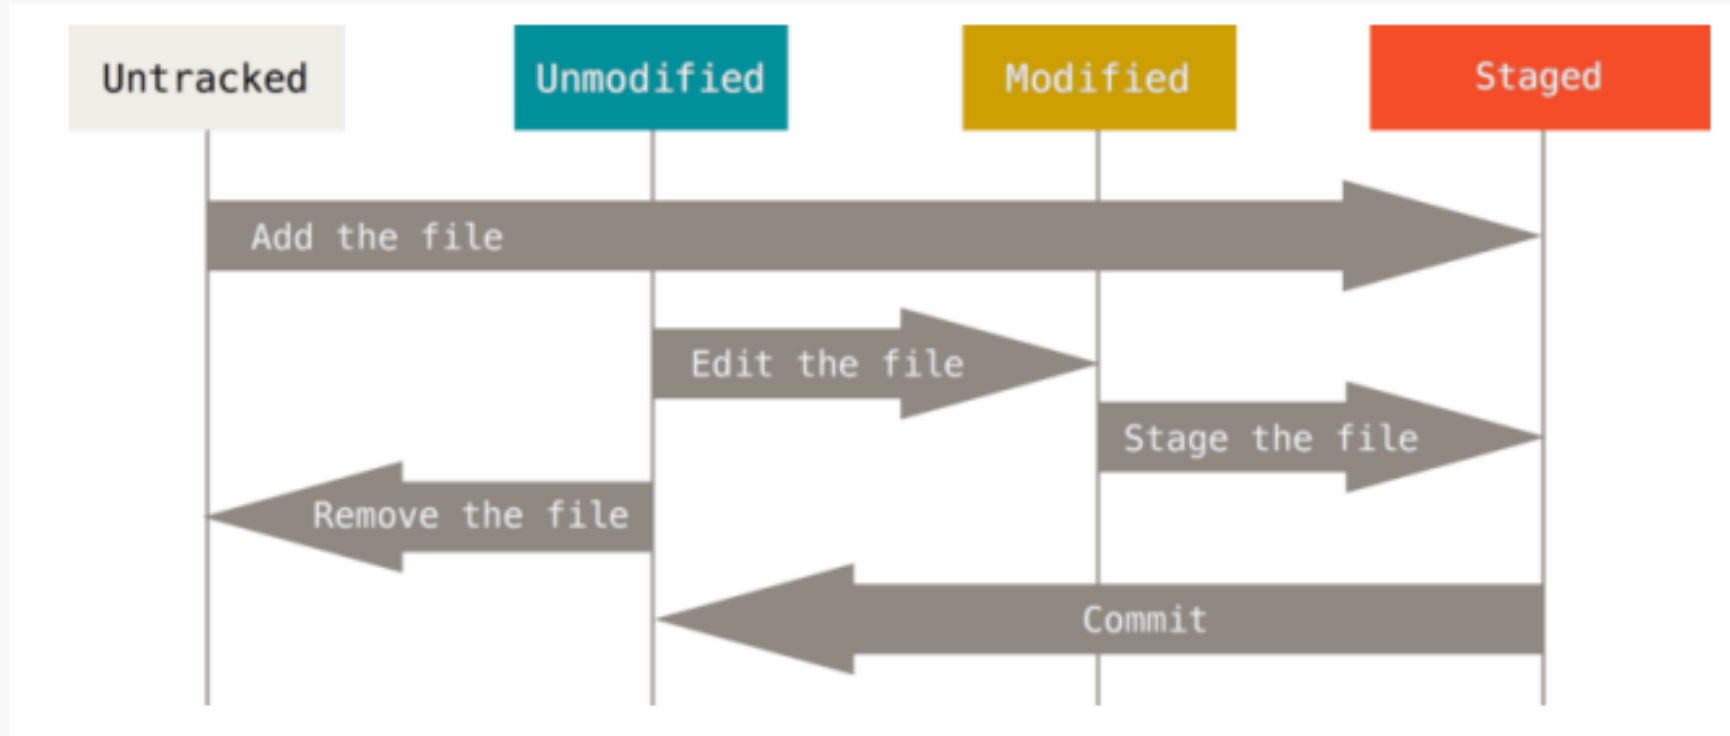 Untracked
Unmodified
Modified
Staged
Add the file
Edit the file
Stage the file
Remove the file
Commit